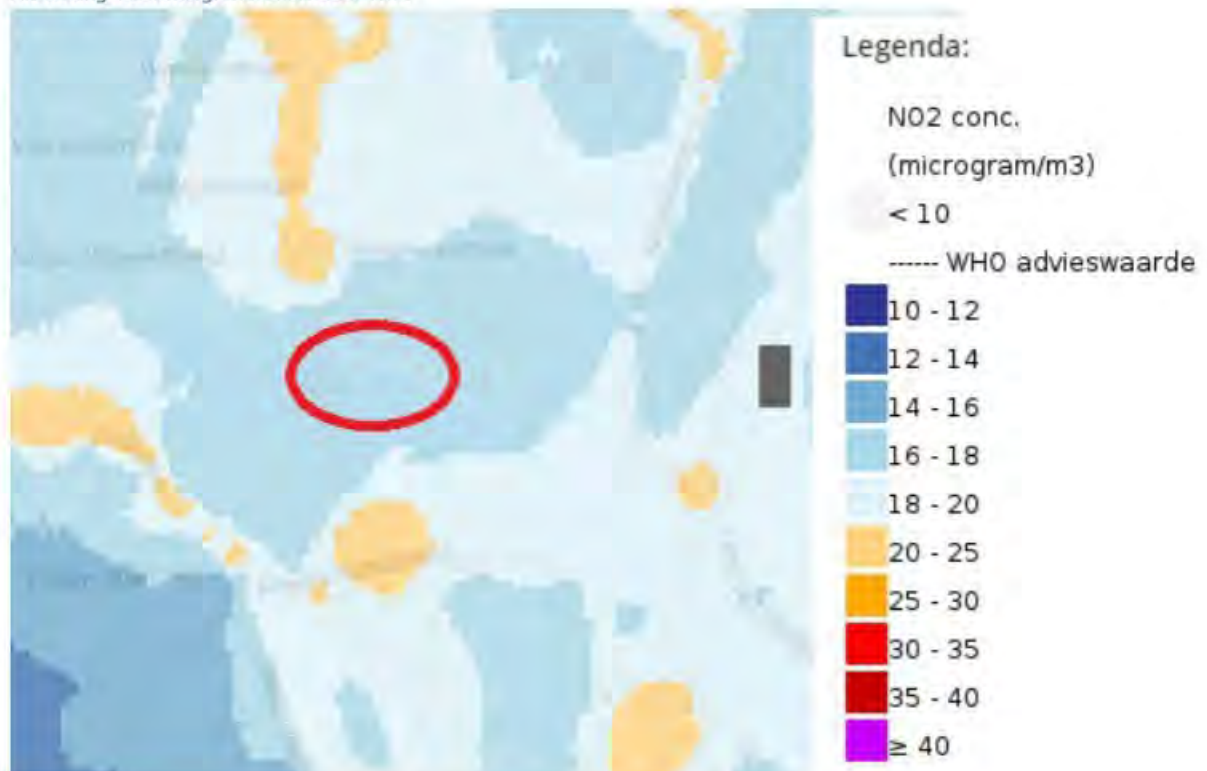 Legenda:
NO2 conc.
(microgram/m3)
< 10
------ WHO advieswaarde
10 - 12
12 - 14
14 - 16
16 - 18
18 - 20
20 - 25
25 - 30
30 - 35
35 - 40
≥ 40